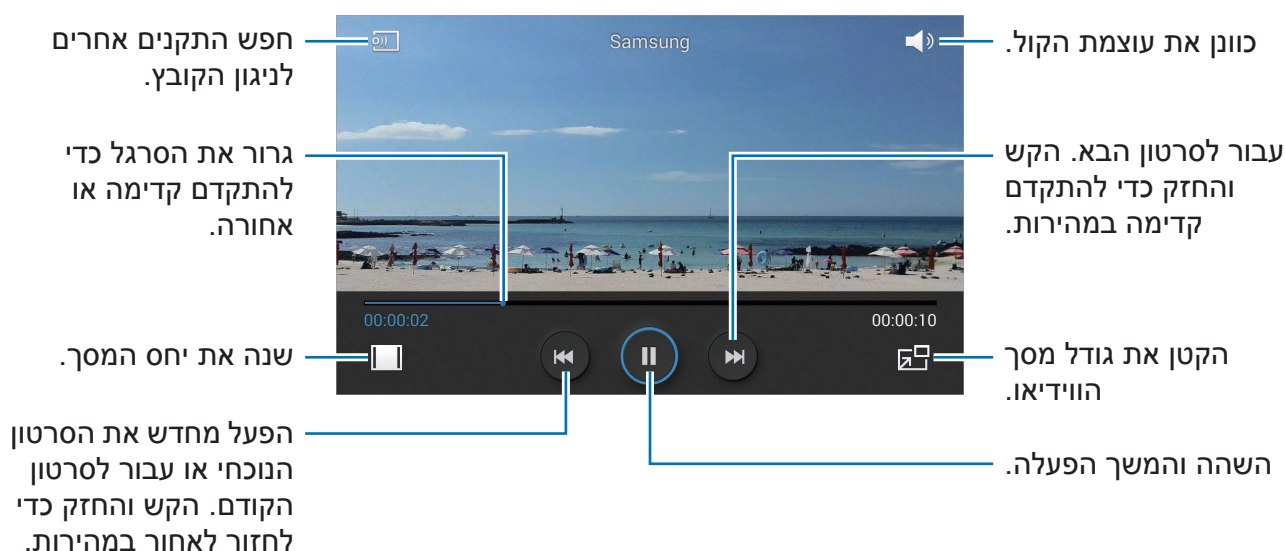 חפש התקנים אחרים
לניגון הקובץ.
Samsung
כוונן את עוצמת הקול.
גרור את הסרגל כדי
להתקדם קדימה או
אחורה.
עבור לסרטון הבא. הקש
והחזק כדי להתקדם
קדימה במהירות.
00:00:02
00:00:10
שנה את יחס המסך.
הקטן את גודל מסך
הווידיאו.
הפעל מחדש את הסרטון
הנוכחי או עבור לסרטון
הקודם. הקש והחזק כדי
לחזור לאחור במהירות.
השהה והמשך הפעלה.